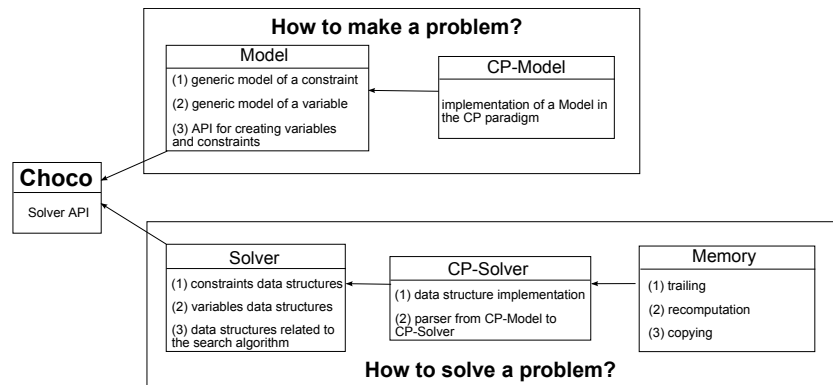 How to make a problem?
Model
(1) generic model of a constraint
(2) generic model of a variable
(3) API for creating variables
and constraints
CP-Model
implementation of a Model in
the CP paradigm
Choco
Solver API
Solver
(1) constraints data structures
(2) variables data structures
(3) data structures related to
the search algorithm
CP-Solver
(1) data structure implementation
(2) parser from CP-Model to
CP-Solver
Memory
(1) trailing
(2) recomputation
(3) copying
How to solve a problem?